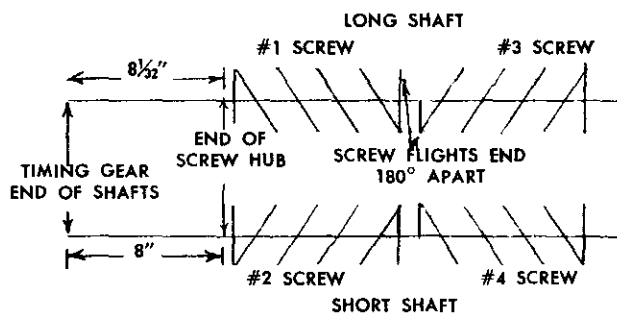 LONG SHAFT
#1 SCREW
#3 SCREW
8 1/32"
END OF
SCREW HUB
TIMING GEAR
END OF SHAFTS
SCREW FLIGHTS END
180° APART
8"
#2 SCREW
#4 SCREW
SHORT SHAFT